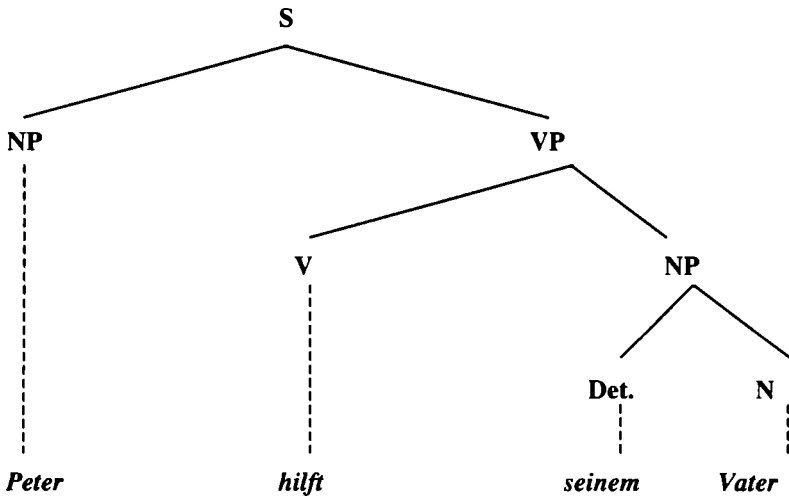 S
NP VP
V NP
Det. N
Peter hilft seinem Vater